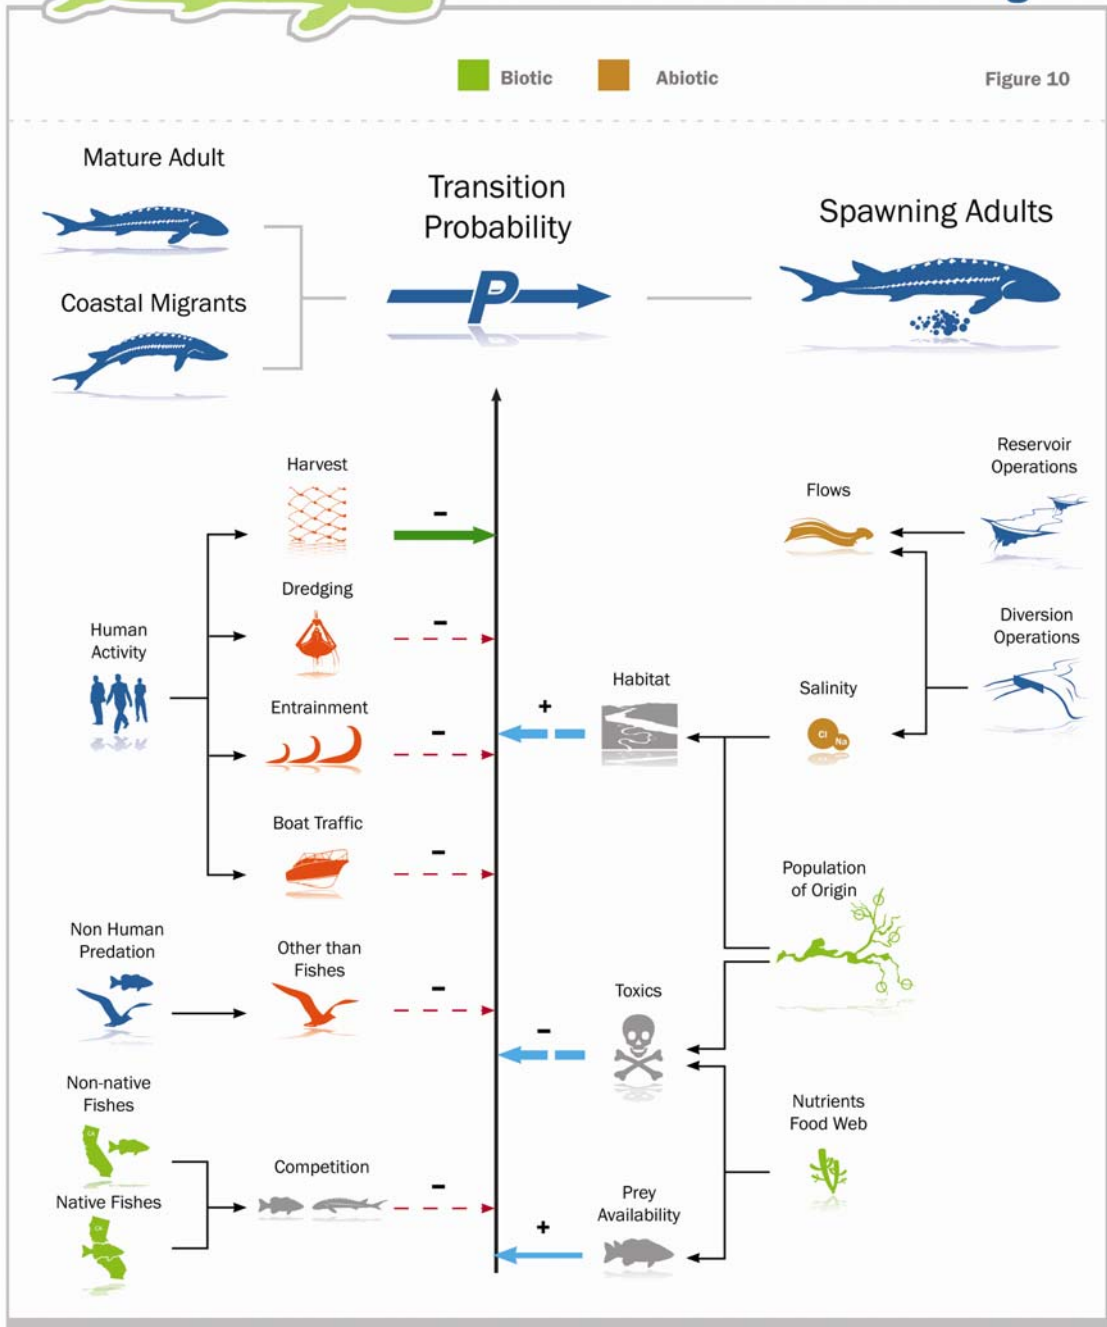 Biotic
Abiotic
Figure 10
Mature Adult
Transition
Probability
Spawning Adults
Coastal Migrants
P
Harvest
-
Reservoir
Operations
Flows
Dredging
-
Human
Activity
Diversion
Operations
Entrainment
-
Habitat
+
Salinity
Cl
Na
Boat Traffic
-
Population
of Origin
Non Human
Predation
Other than
Fishes
-
Toxics
-
Non-native
Fishes
CA
Nutrients
Food Web
Competition
-
Native Fishes
CA
Prey
Availability
+